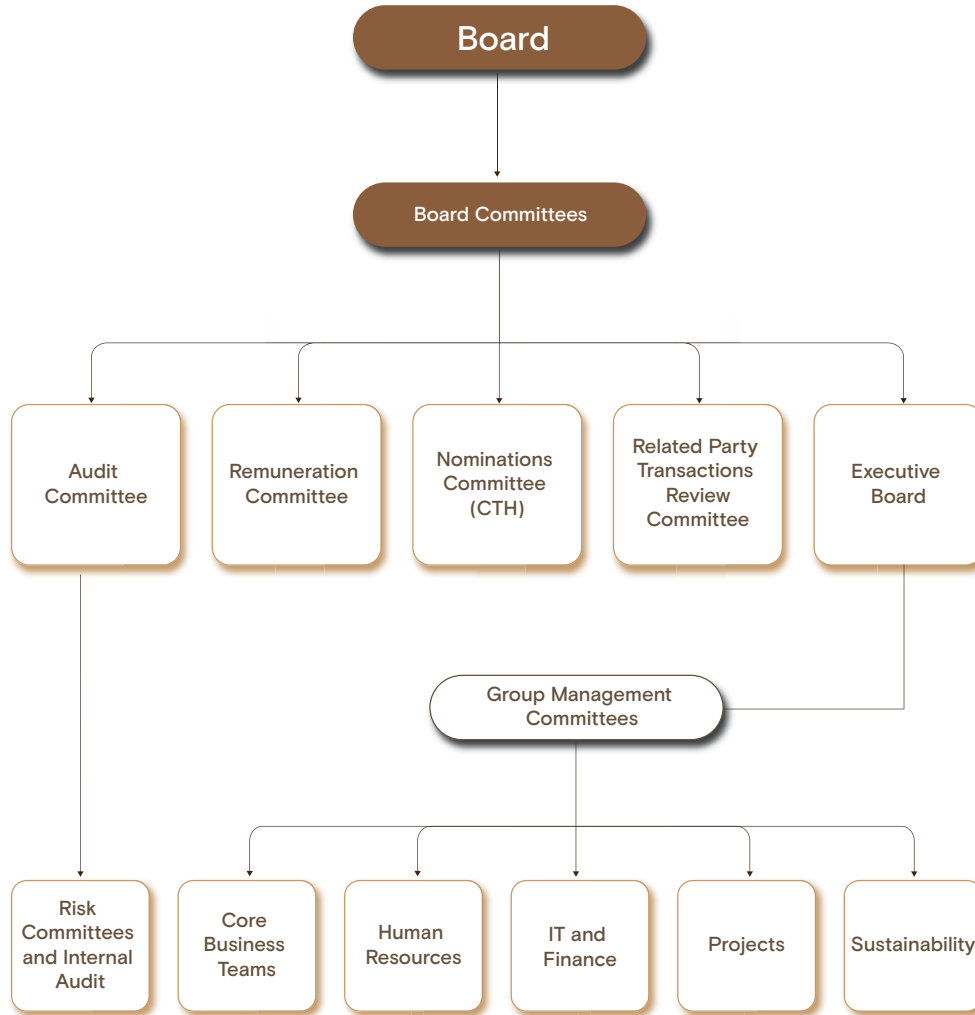 Board
Board Committees
Audit
Committee
Remuneration
Committee
Nominations
Committee
(CTH)
Related Party
Transactions
Review
Committee
Executive
Board
Group Management
Committees
Risk
Committees
and Internal
Audit
Core
Business
Teams
Human
Resources
IT and
Finance
Projects
Sustainability